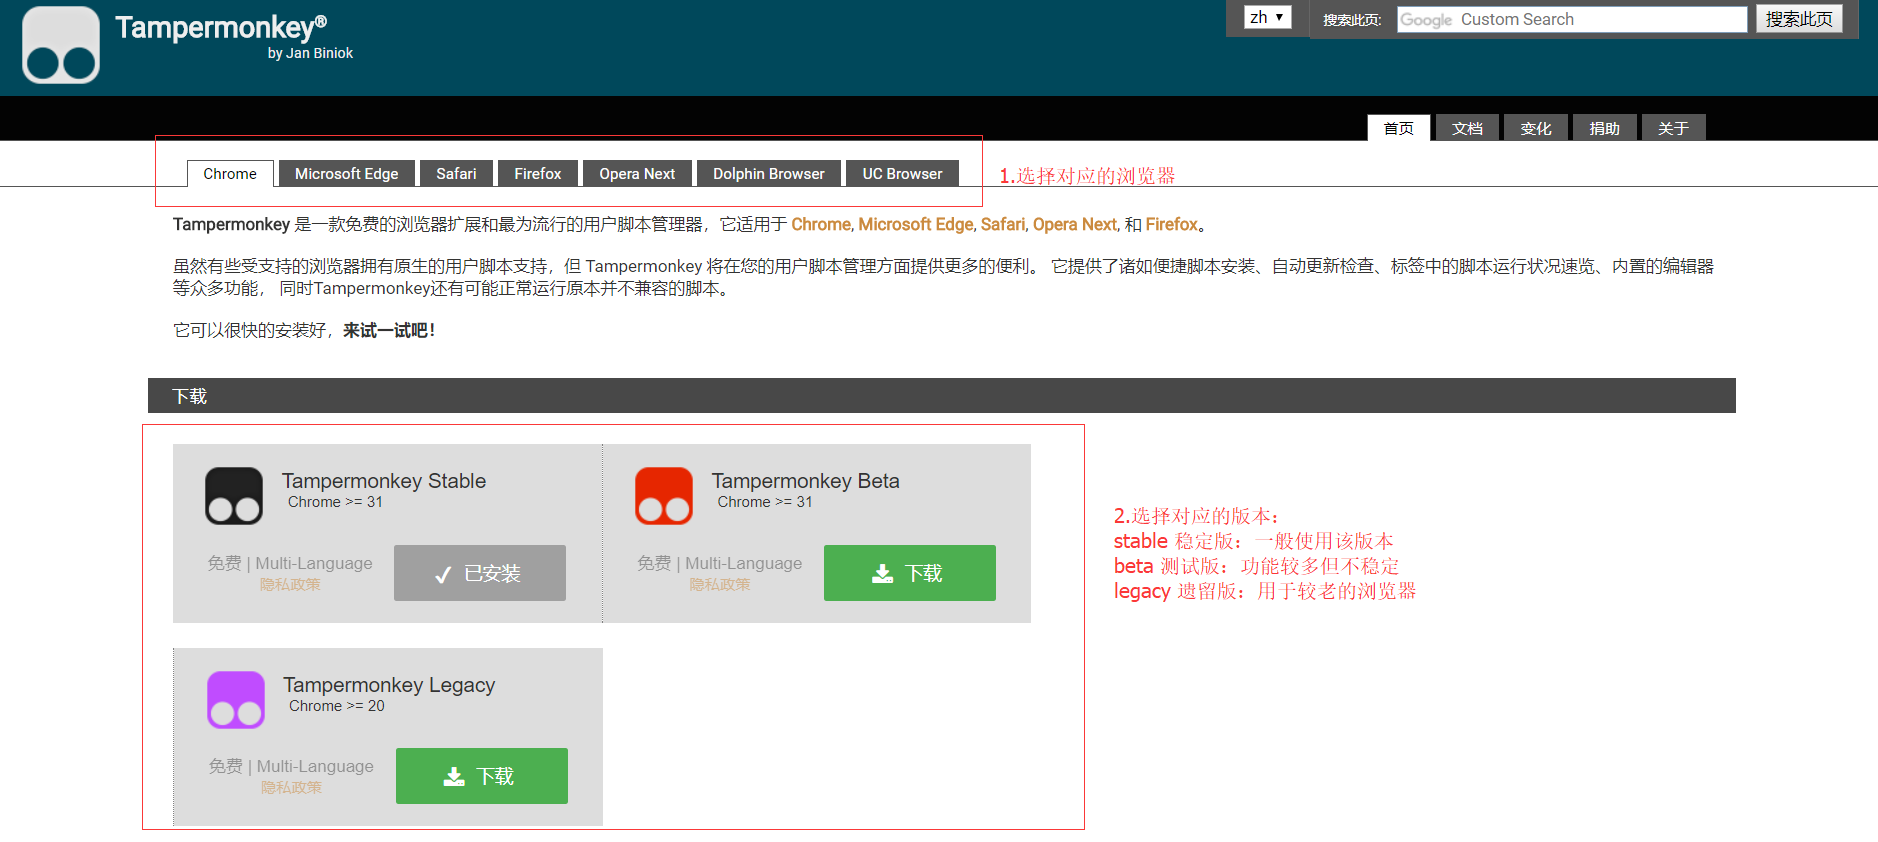 Tampermonkey®
by Jan Biniok
zh ▼
搜索此页:
Google Custom Search
搜索此页
首页 文档 变化 捐助 关于
Chrome Microsoft Edge Safari Firefox Opera Next Dolphin Browser UC Browser
1.选择对应的浏览器
Tampermonkey 是一款免费的浏览器扩展和最为流行的用户脚本管理器，它适用于 Chrome, Microsoft Edge, Safari, Opera Next, 和 Firefox。
虽然有些受支持的浏览器拥有原生的用户脚本支持，但 Tampermonkey 将在您的用户脚本管理方面提供更多的便利。 它提供了诸如便捷脚本安装、自动更新检查、标签中的脚本运行状况速览、内置的编辑器
等众多功能， 同时Tampermonkey还有可能正常运行原本并不兼容的脚本。
它可以很快的安装好，来试一试吧！
下载
Tampermonkey Stable
Chrome >= 31
免费 | Multi-Language
隐私政策
已安装
Tampermonkey Beta
Chrome >= 31
免费 | Multi-Language
隐私政策
下载
2.选择对应的版本：
stable 稳定版：一般使用该版本
beta 测试版：功能较多但不稳定
legacy 遗留版：用于较老的浏览器
Tampermonkey Legacy
Chrome >= 20
免费 | Multi-Language
隐私政策
下载